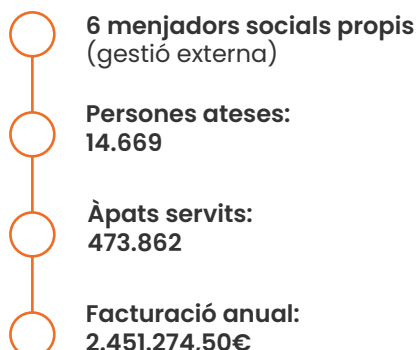 6 menjadors socials propis
(gestió externa)
Persones ateses:
14.669
Àpats servits:
473.862
Facturació anual:
2.451.274,50€